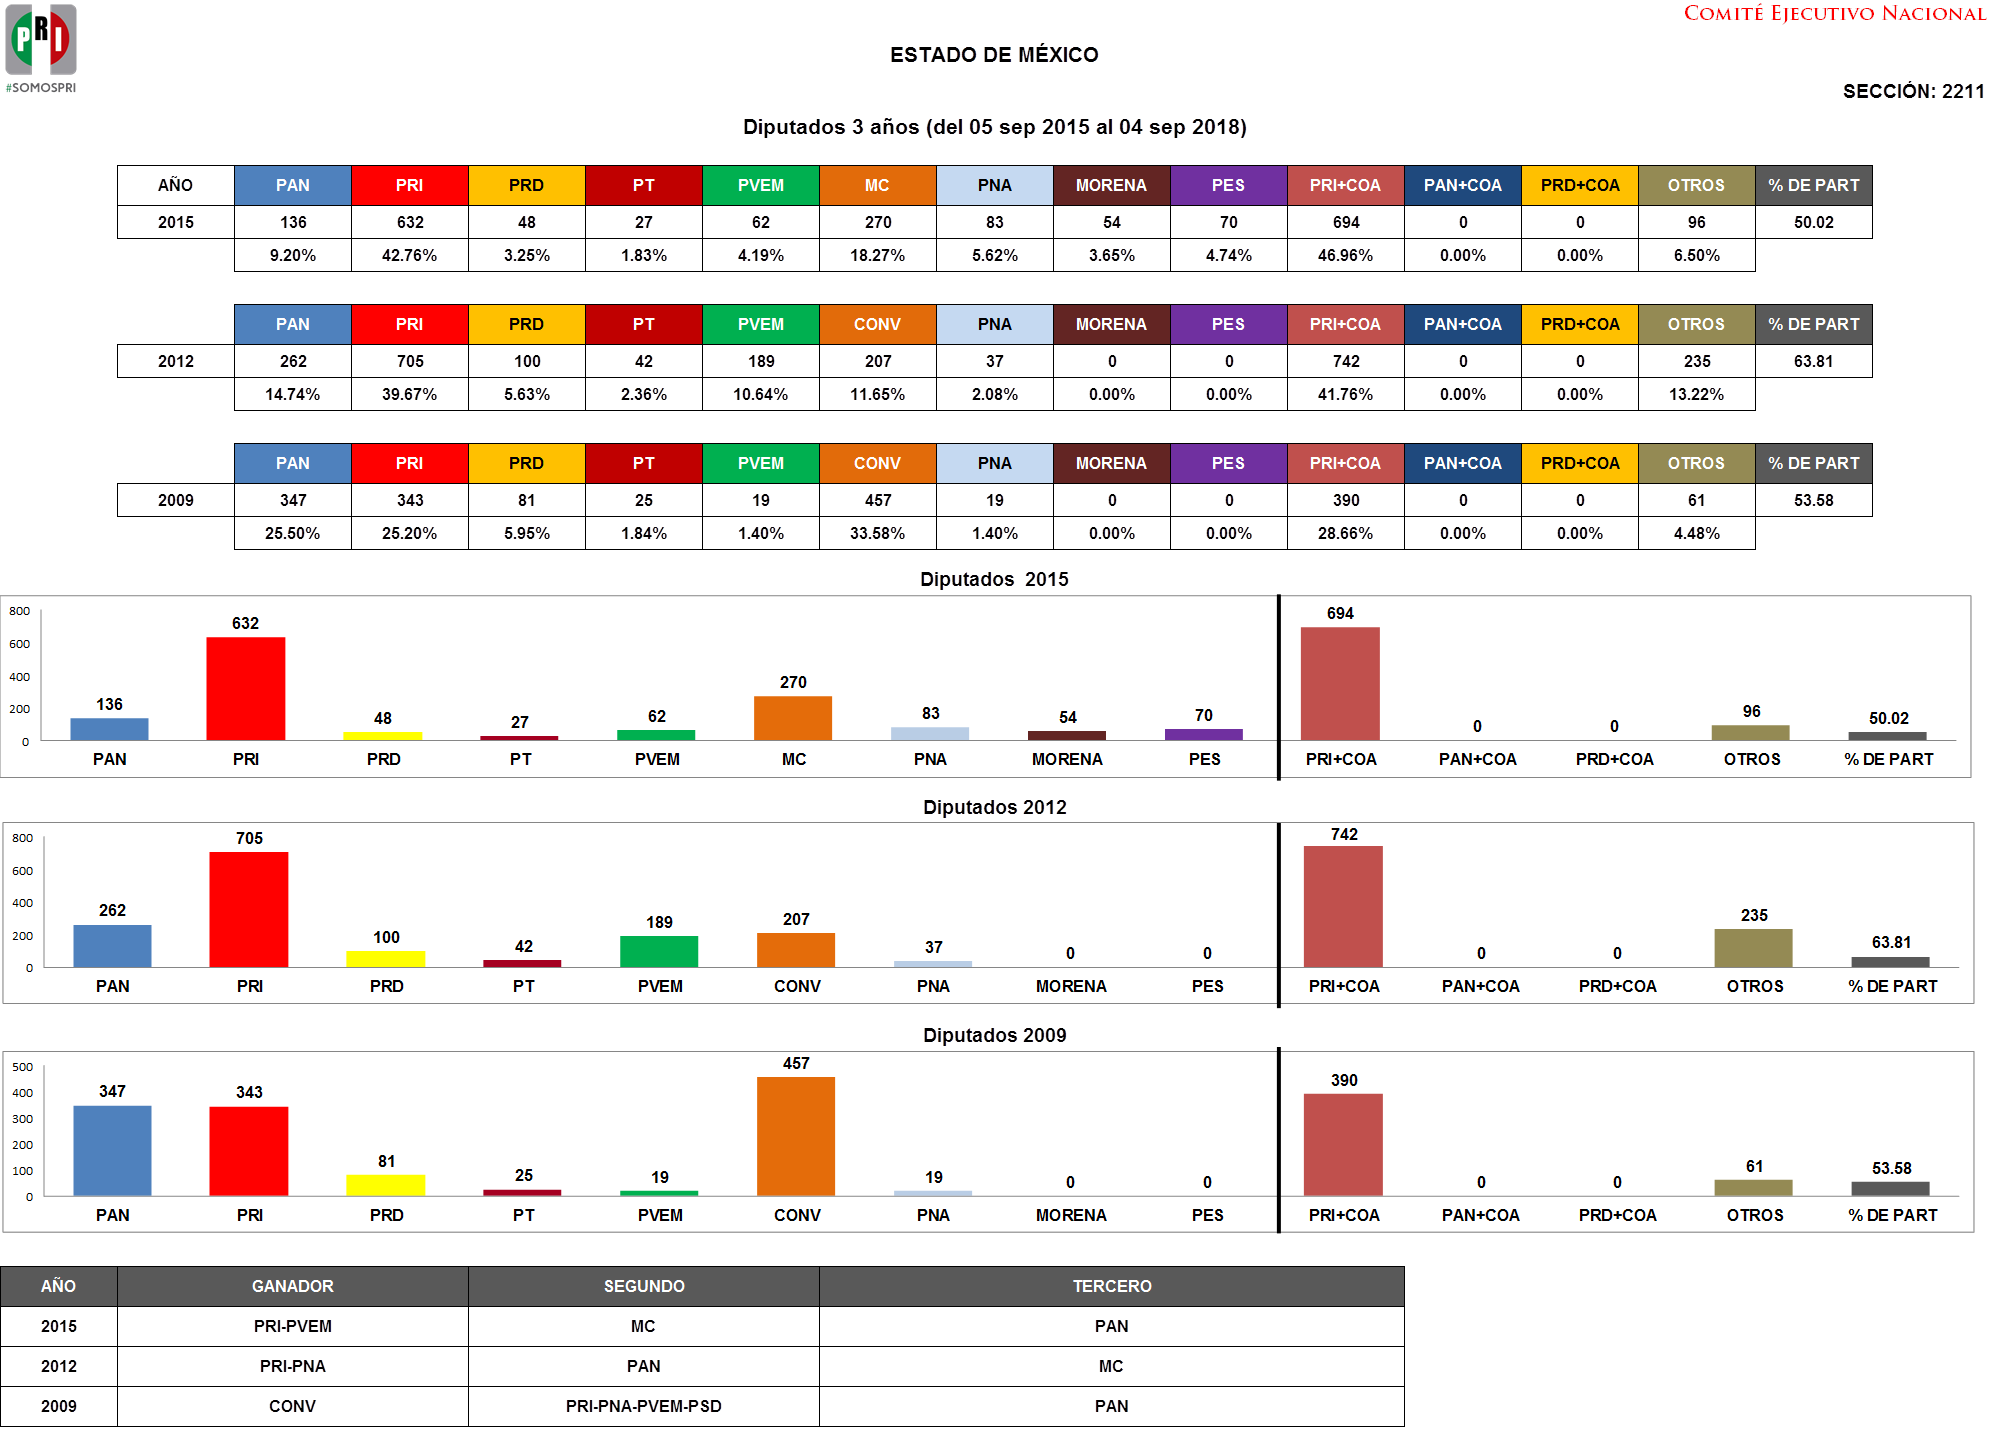 PRI
#SOMOSPRI
COMITÉ EJECUTIVO NACIONAL
ESTADO DE MÉXICO
SECCIÓN: 2211
Diputados 3 años (del 05 sep 2015 al 04 sep 2018)
AÑO PAN PRI PRD PT PVEM MC PNA MORENA PES PRI+COA PAN+COA PRD+COA OTROS % DE PART
2015 136 632 48 27 62 270 83 54 70 694 0 0 96 50.02
9.20% 42.76% 3.25% 1.83% 4.19% 18.27% 5.62% 3.65% 4.74% 46.96% 0.00% 0.00% 6.50%
PAN PRI PRD PT PVEM CONV PNA MORENA PES PRI+COA PAN+COA PRD+COA OTROS % DE PART
2012 262 705 100 42 189 207 37 0 0 742 0 0 235 63.81
14.74% 39.67% 5.63% 2.36% 10.64% 11.65% 2.08% 0.00% 0.00% 41.76% 0.00% 0.00% 13.22%
PAN PRI PRD PT PVEM CONV PNA MORENA PES PRI+COA PAN+COA PRD+COA OTROS % DE PART
2009 347 343 81 25 19 457 19 0 0 390 0 0 61 53.58
25.50% 25.20% 5.95% 1.84% 1.40% 33.58% 1.40% 0.00% 0.00% 28.66% 0.00% 0.00% 4.48%
Diputados 2015
800
600
400
200
0
136 632 48 27 62 270 83 54 70 694 0 0 96 50.02
PAN PRI PRD PT PVEM MC PNA MORENA PES PRI+COA PAN+COA PRD+COA OTROS % DE PART
Diputados 2012
800
600
400
200
0
262 705 100 42 189 207 37 0 0 742 0 0 235 63.81
PAN PRI PRD PT PVEM CONV PNA MORENA PES PRI+COA PAN+COA PRD+COA OTROS % DE PART
Diputados 2009
500
400
300
200
100
0
347 343 81 25 19 457 19 0 0 390 0 0 61 53.58
PAN PRI PRD PT PVEM CONV PNA MORENA PES PRI+COA PAN+COA PRD+COA OTROS % DE PART
AÑO GANADOR SEGUNDO TERCERO
2015 PRI-PVEM MC PAN
2012 PRI-PNA PAN MC
2009 CONV PRI-PNA-PVEM-PSD PAN